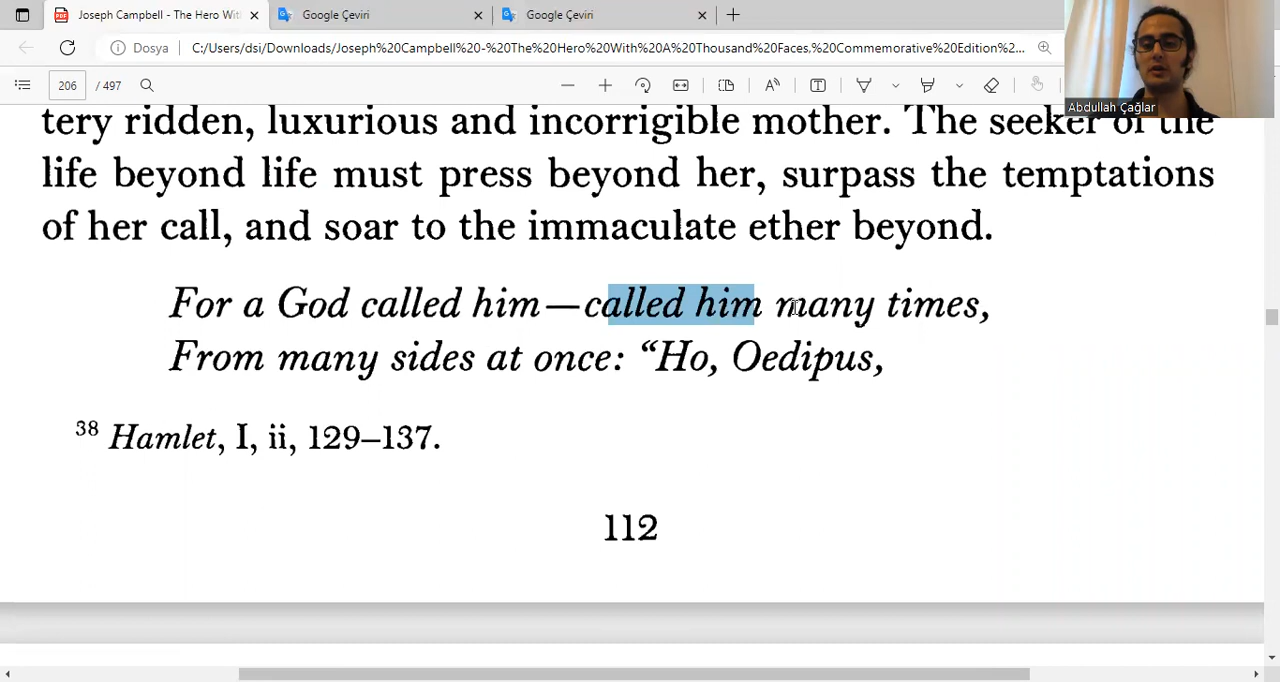 Joseph Campbell - The Hero Wit
Google Çeviri
Google Çeviri
Dosya
C:/Users/dsi/Downloads/Joseph%20Campbell%20-%20The%20Hero%20With%20A%20Thousand%20Faces,%20Commemorative%20Edition%2...
206 / 497
Abdullah Çağlar
tery ridden, luxurious and incorrigible mother. The seeker of the
life beyond life must press beyond her, surpass the temptations
of her call, and soar to the immaculate ether beyond.
For a God called him—called him many times,
From many sides at once: “Ho, Oedipus,
38 Hamlet, I, ii, 129–137.
112